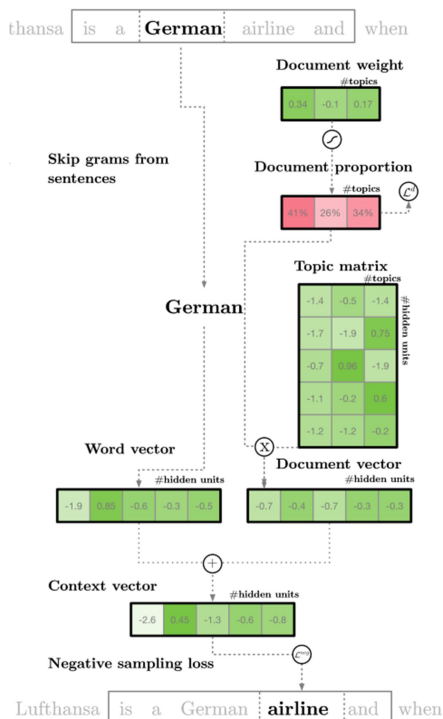 thansa is a German airline and when
Document weight
#topics
0.34 -0.1 0.17
Skip grams from
sentences
Document proportion
#topics
ℒᵈ
41% 26% 34%
Topic matrix
#topics
#hidden units
-1.4 -0.5 -1.4
-1.7 -1.9 0.75
German
-0.7 0.96 -1.9
-1.1 -0.2 0.6
-1.2 -1.2 -0.2
X
Word vector
Document vector
#hidden units
#hidden units
-1.9 0.85 -0.6 -0.3 -0.5
-0.7 -0.4 -0.7 -0.3 -0.3
+
Context vector
#hidden units
-2.6 0.45 -1.3 -0.6 -0.8
Negative sampling loss
ℒⁿᵉᵍ
Lufthansa is a German airline and when